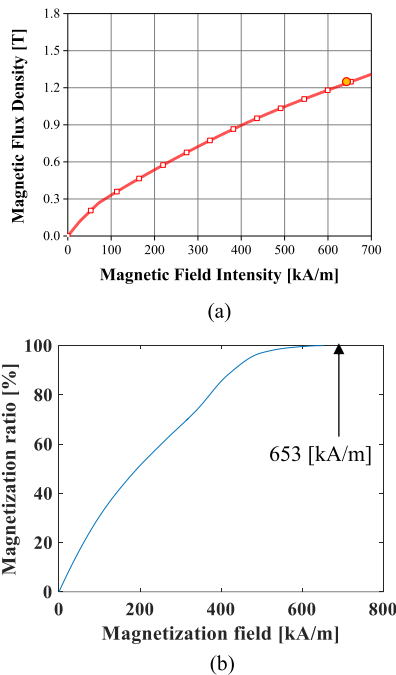 1.8
1.5
1.2
0.9
0.6
0.3
0.0
Magnetic Flux Density [T]
0 100 200 300 400 500 600 700
Magnetic Field Intensity [kA/m]
(a)
100
80
60
40
20
0
Magnetization ratio [%]
653 [kA/m]
0 200 400 600 800
Magnetization field [kA/m]
(b)